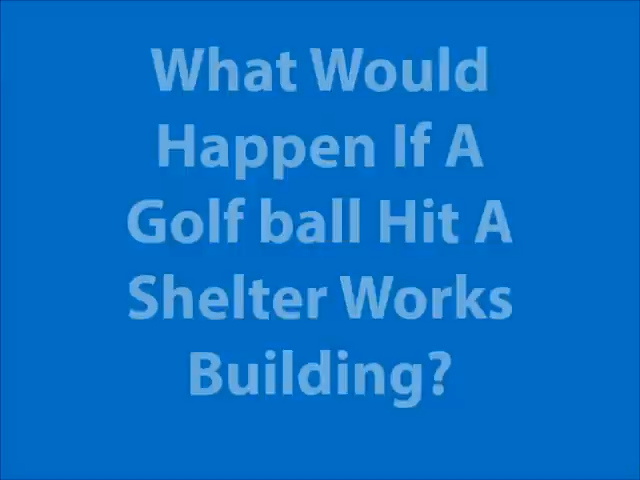 What Would
Happen If A
Golf ball Hit A
Shelter Works
Building?